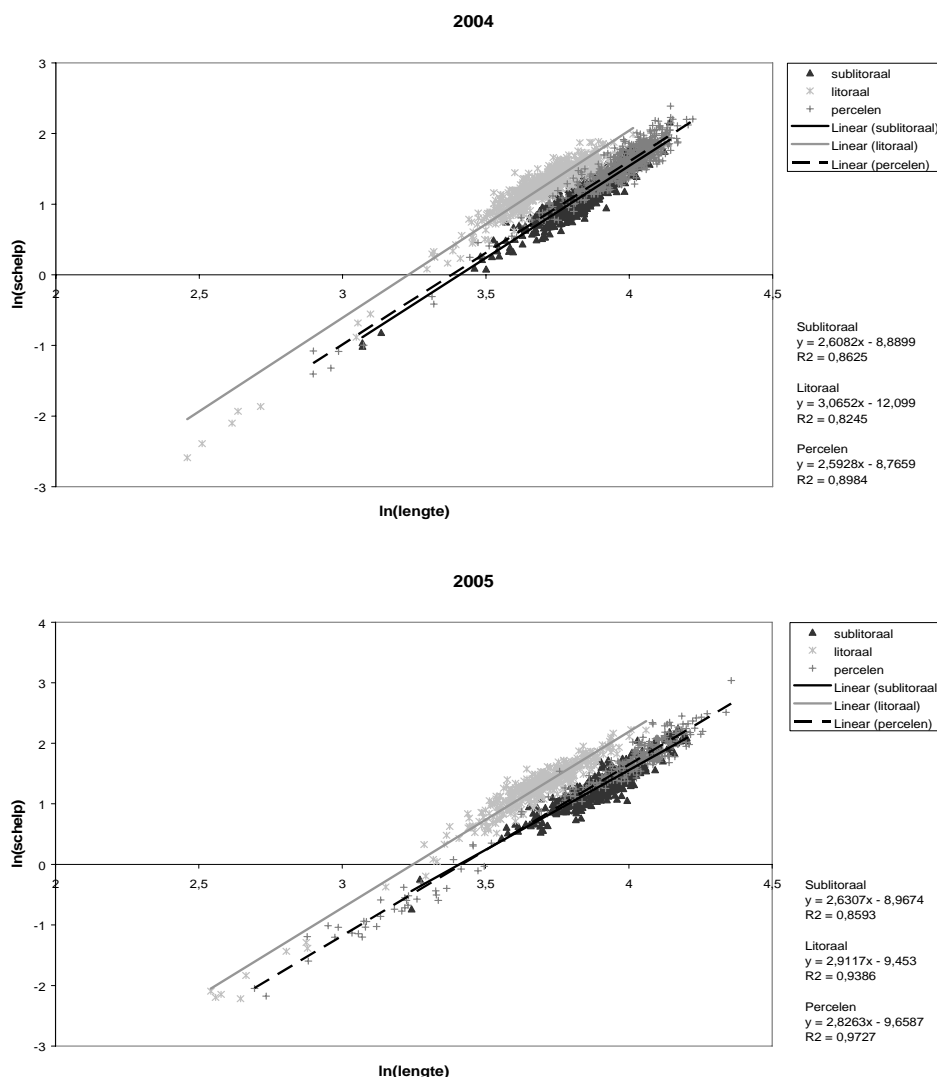 2004
3
2
1
0
-1
-2
-3
2
2,5
3
3,5
4
4,5
ln(schelp)
ln(lengte)
sublitoraal
litoraal
percelen
Linear (sublitoraal)
Linear (litoraal)
Linear (percelen)
Sublitoraal
y = 2,6082x - 8,8899
R2 = 0,8625
Litoraal
y = 3,0652x - 12,099
R2 = 0,8245
Percelen
y = 2,5928x - 8,7659
R2 = 0,8984
2005
4
3
2
1
0
-1
-2
-3
2
2,5
3
3,5
4
4,5
ln(schelp)
ln(lengte)
sublitoraal
litoraal
percelen
Linear (sublitoraal
Linear (litoraal)
Linear (percelen)
Sublitoraal
y = 2,6307x - 8,9674
R2 = 0,8593
Litoraal
y = 2,9117x - 9,453
R2 = 0,9386
Percelen
y = 2,8263x - 9,6587
R2 = 0,9727